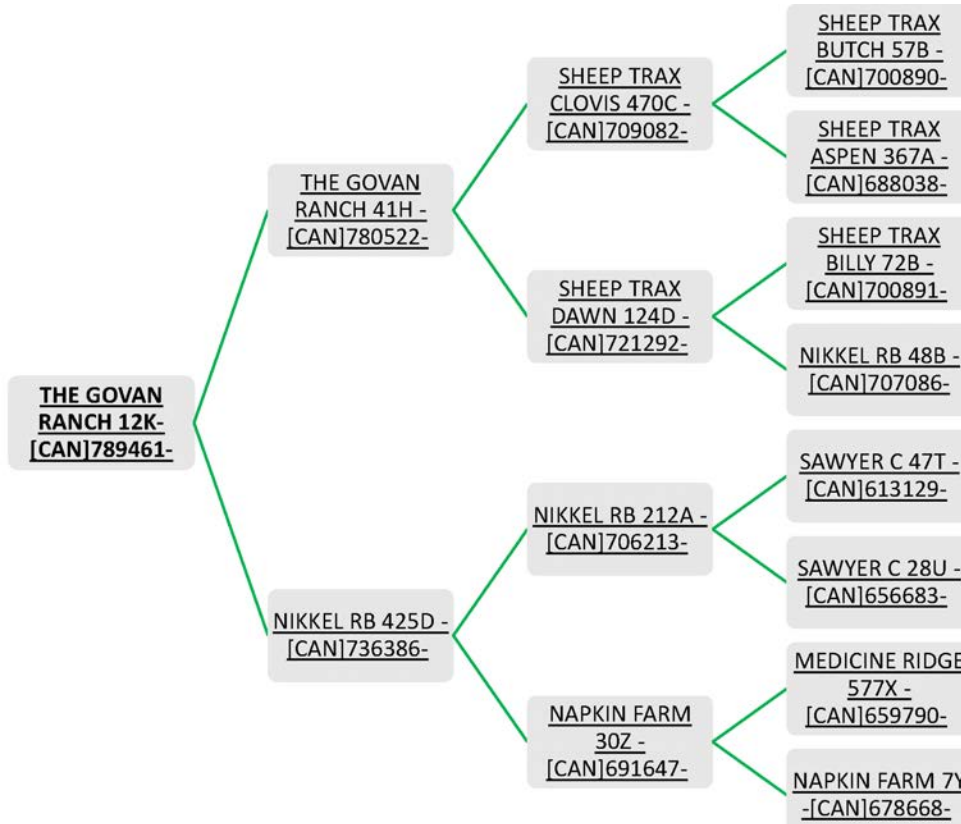 SHEEP TRAX
BUTCH 57B -
[CAN]700890-
SHEEP TRAX
CLOVIS 470C -
[CAN]709082-
SHEEP TRAX
ASPEN 367A -
[CAN]688038-
THE GOVAN
RANCH 41H -
[CAN]780522-
SHEEP TRAX
BILLY 72B -
[CAN]700891-
SHEEP TRAX
DAWN 124D -
[CAN]721292-
NIKKEL RB 48B -
[CAN]707086-
THE GOVAN
RANCH 12K-
[CAN]789461-
SAWYER C 47T -
[CAN]613129-
NIKKEL RB 212A -
[CAN]706213-
SAWYER C 28U -
[CAN]656683-
NIKKEL RB 425D -
[CAN]736386-
MEDICINE RIDGE
577X -
[CAN]659790-
NAPKIN FARM
30Z -
[CAN]691647-
NAPKIN FARM 7Y
-[CAN]678668-